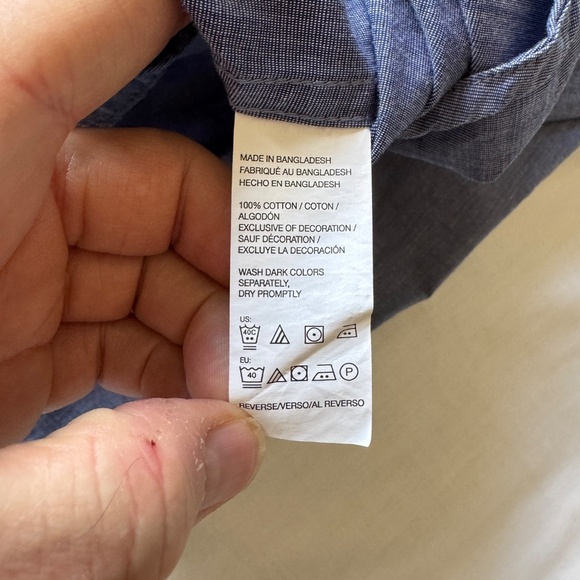 MADE IN BANGLADESH
FABRIQUÉ AU BANGLADESH
HECHO EN BANGLADESH
100% COTTON / COTON /
ALGODÓN
EXCLUSIVE OF DECORATION /
SAUF DÉCORATION /
EXCLUYE LA DECORACIÓN
WASH DARK COLORS
SEPARATELY,
DRY PROMPTLY
US:
40C
EU:
40 P
REVERSE/VERSO/AL REVERSO